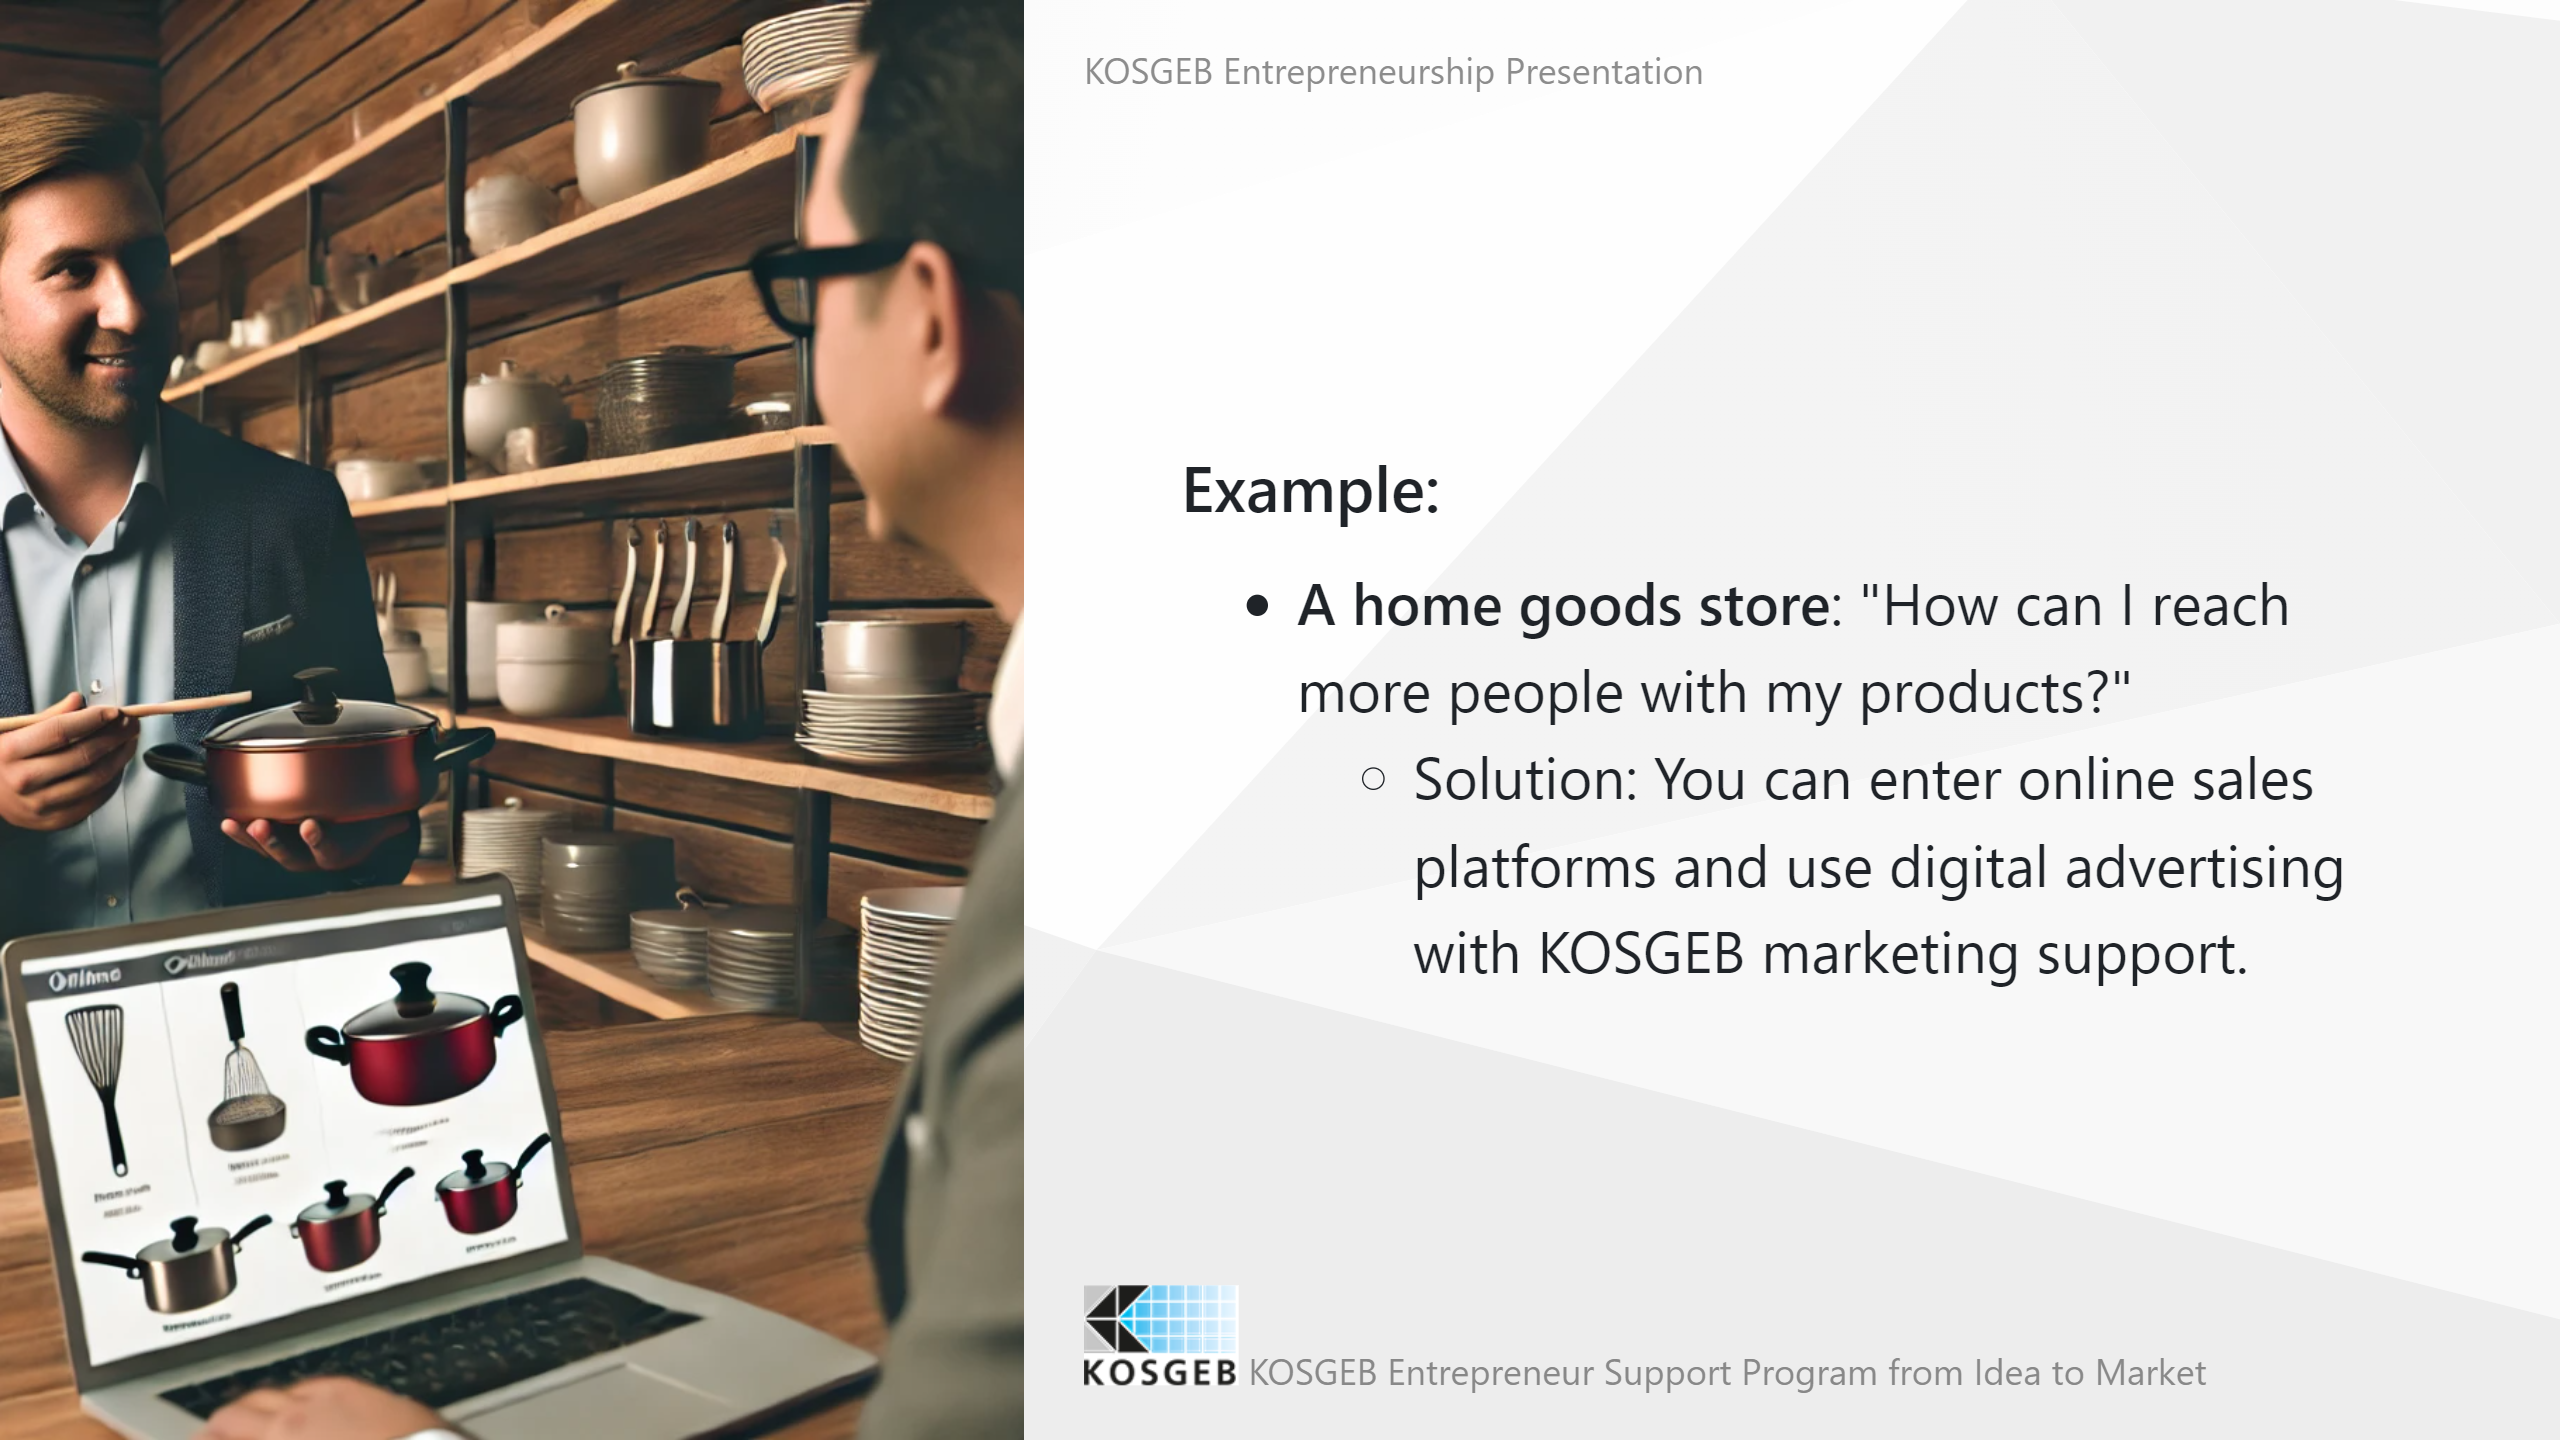 KOSGEB Entrepreneurship Presentation
Example:
A home goods store: "How can I reach
more people with my products?"
Solution: You can enter online sales
platforms and use digital advertising
with KOSGEB marketing support.
KOSGEB
KOSGEB Entrepreneur Support Program from Idea to Market